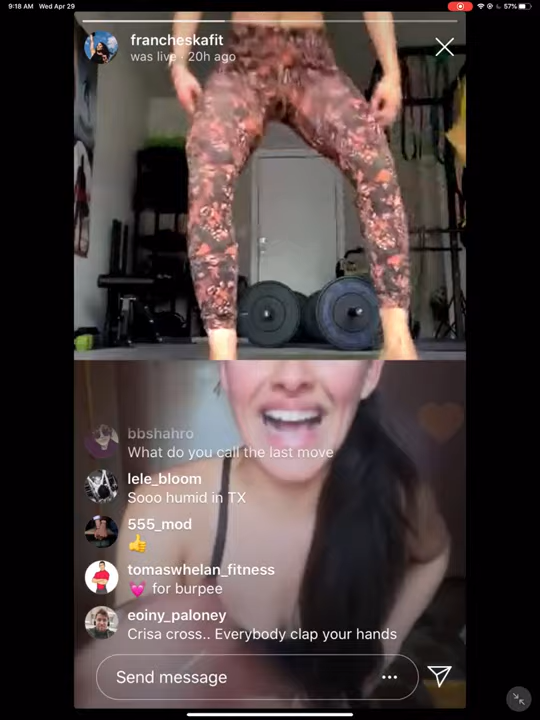 9:18 AM Wed Apr 29
57%
francheskafit
was live · 20h ago
bbshahro
What do you call the last move
lele_bloom
Sooo humid in TX
555_mod
👍
tomaswhelan_fitness
💓 for burpee
eoiny_paloney
Crisa cross.. Everybody clap your hands
Send message